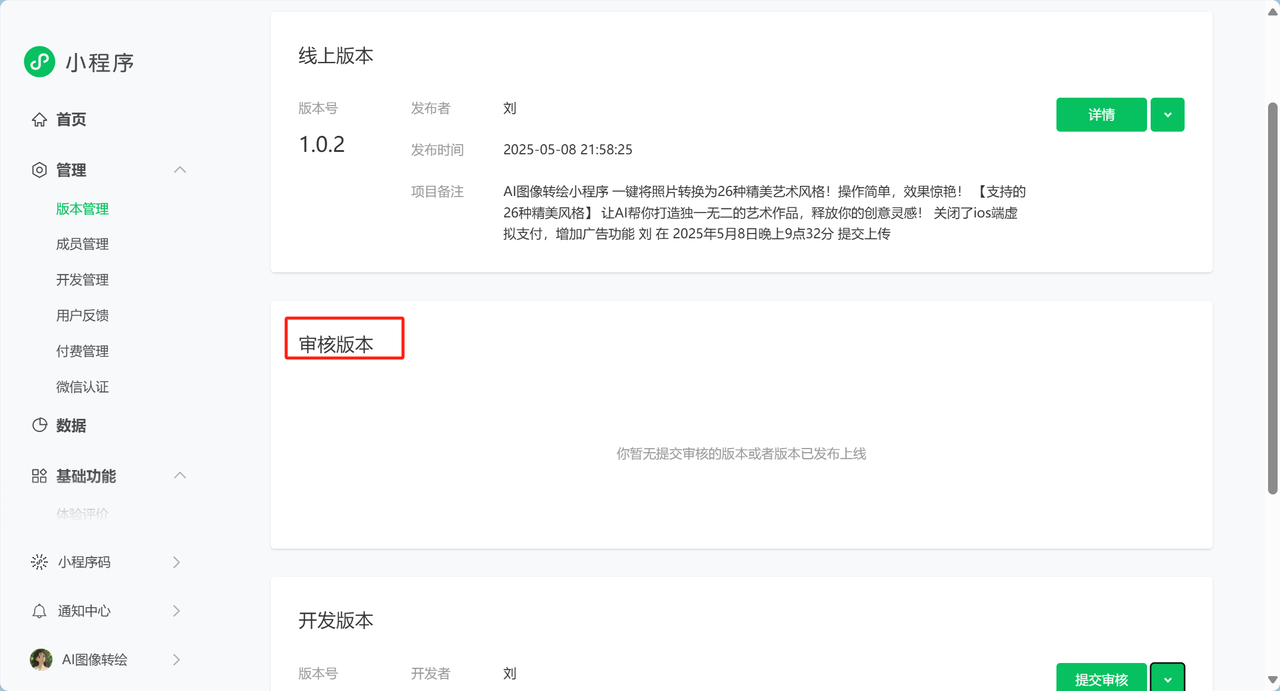 小程序
首页
管理
版本管理
成员管理
开发管理
用户反馈
付费管理
微信认证
数据
基础功能
体验评价
小程序码
通知中心
AI图像转绘
线上版本
版本号
1.0.2
发布者
刘
发布时间
2025-05-08 21:58:25
项目备注
AI图像转绘小程序 一键将照片转换为26种精美艺术风格！操作简单，效果惊艳！ 【支持的
26种精美风格】 让AI帮你打造独一无二的艺术作品，释放你的创意灵感！ 关闭了ios端虚
拟支付，增加广告功能 刘 在 2025年5月8日晚上9点32分 提交上传
详情
审核版本
你暂无提交审核的版本或者版本已发布上线
开发版本
版本号
开发者
刘
提交审核